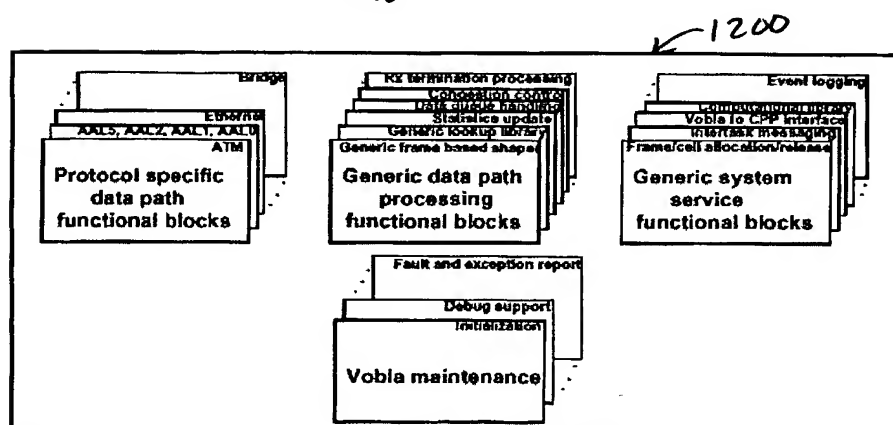 1200
Bridge
Ethernet
AAL5, AAL2, AAL1, AAL0
ATM
Protocol specific
data path
functional blocks
Rx termination processing
Congestion control
Data queue handling
Statistics update
Generic lookup library
Generic frame based shaper
Generic data path
processing
functional blocks
Event logging
Computational library
Vobla to CPP interface
Intertask messaging
Frame/cell allocation/release
Generic system
service
functional blocks
Fault and exception report
Debug support
Initialization
Vobla maintenance